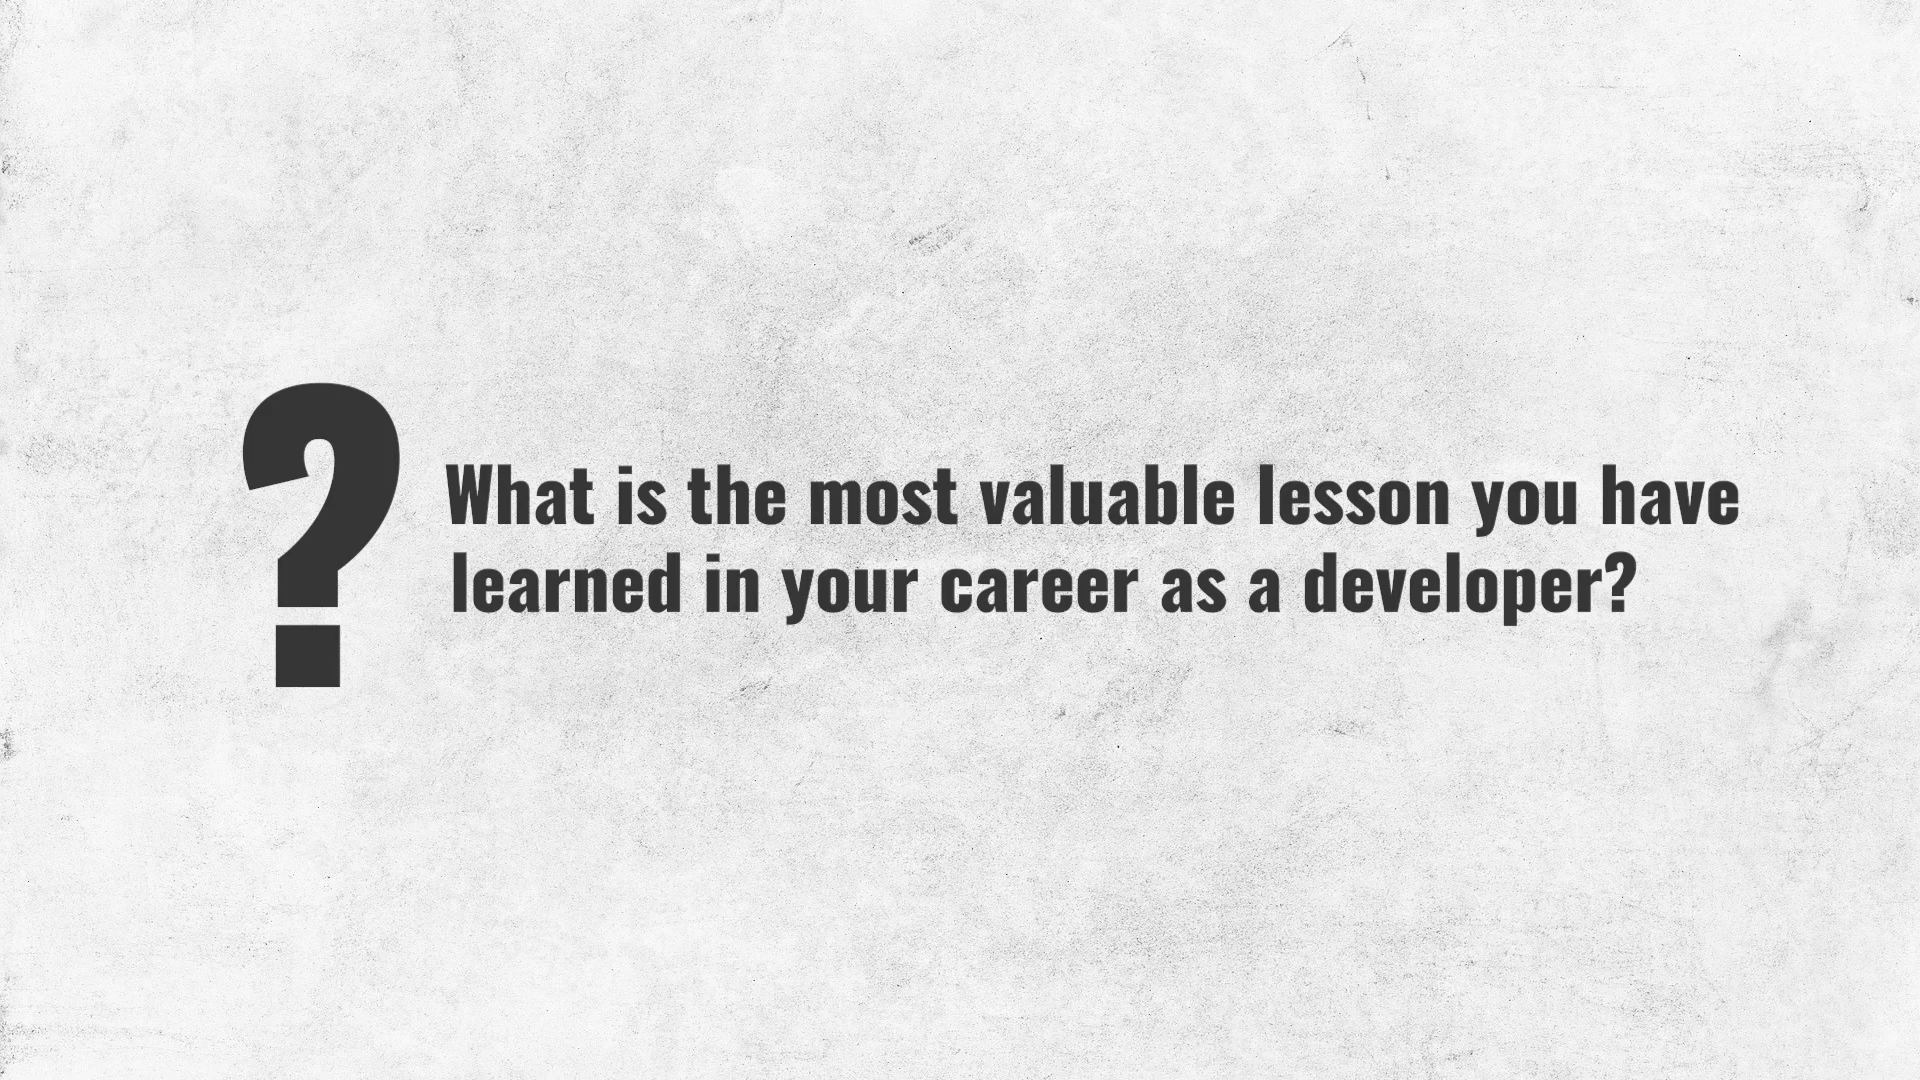 ?
What is the most valuable lesson you have
learned in your career as a developer?